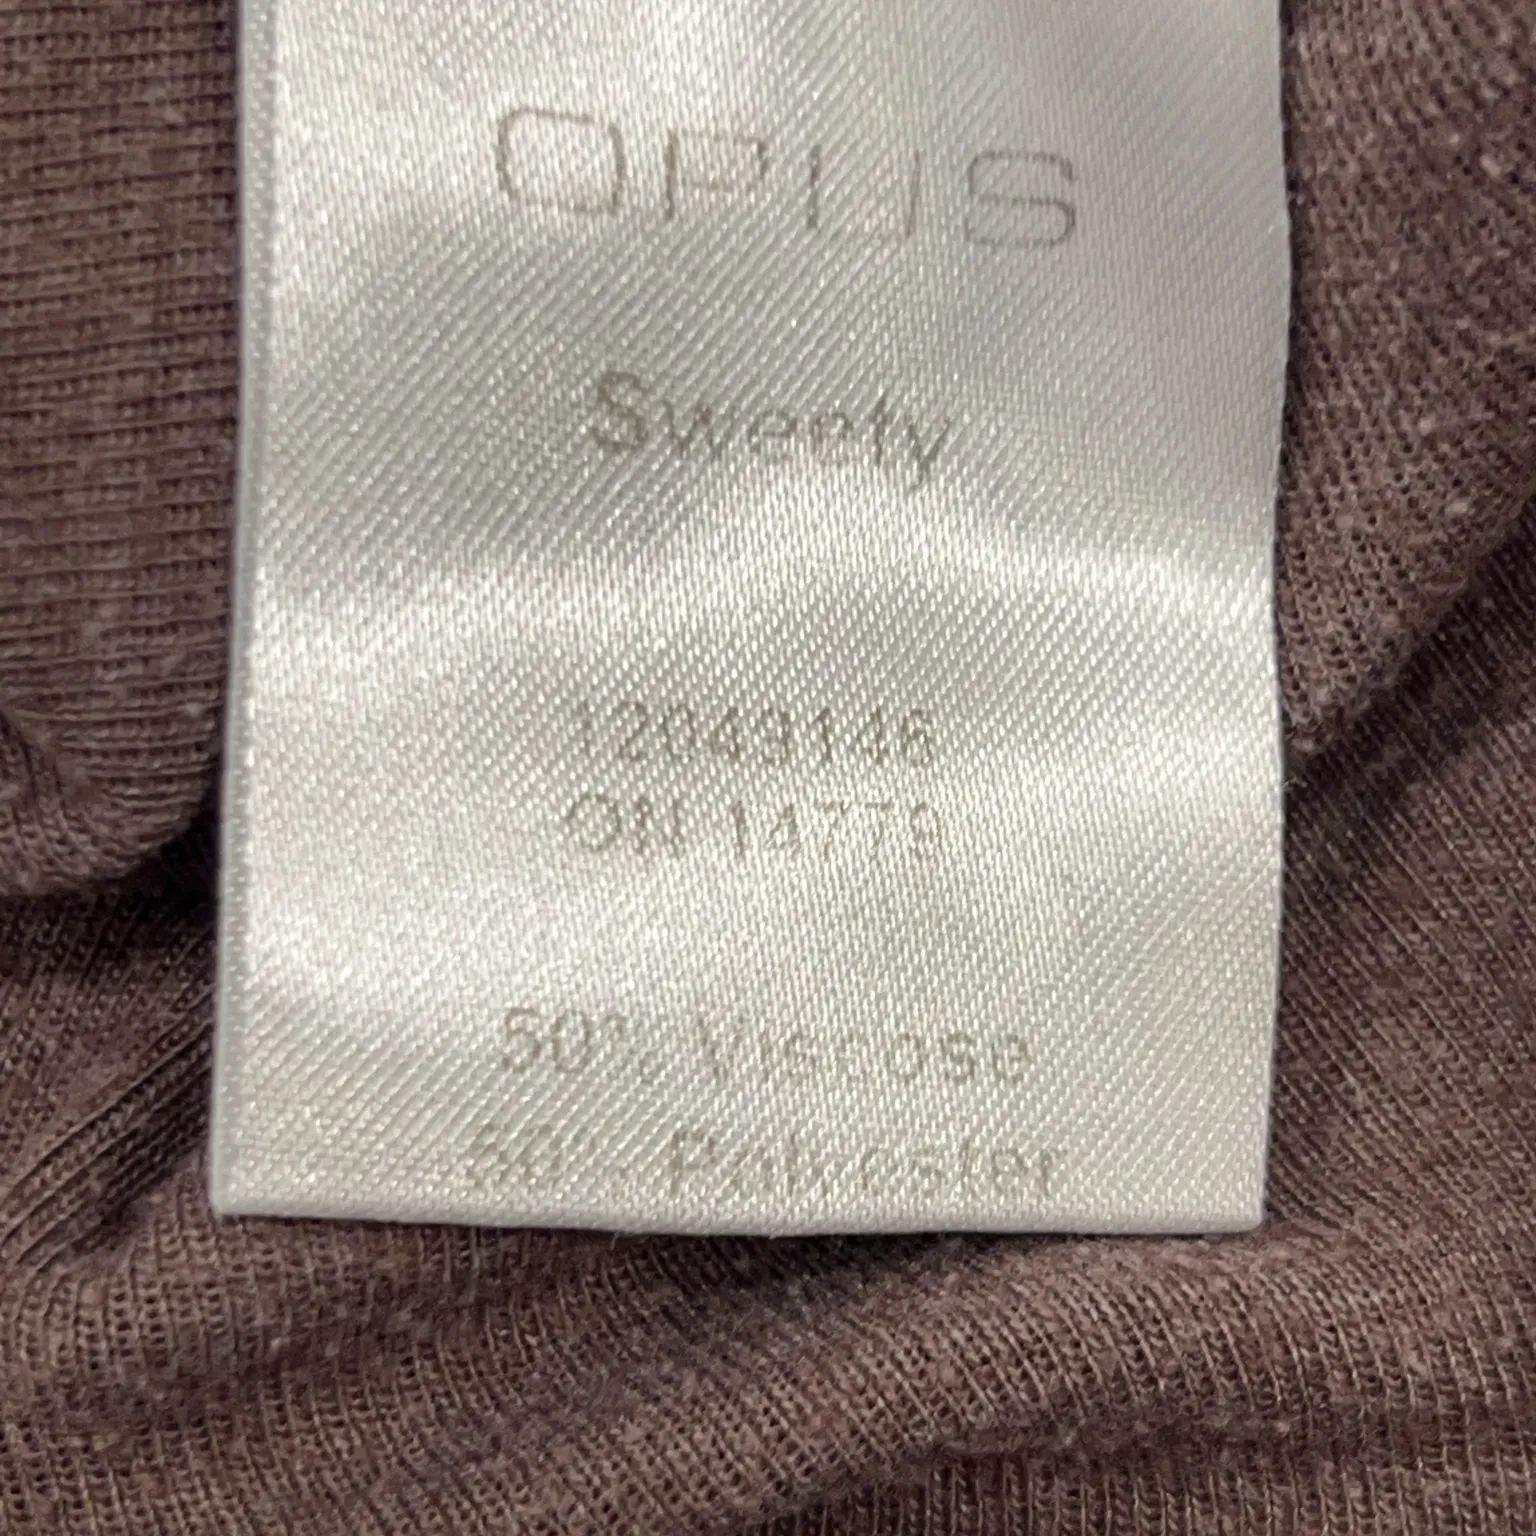 OPUS
Sweety
12049146
ON 14779
50% Viscose
50% Polyester